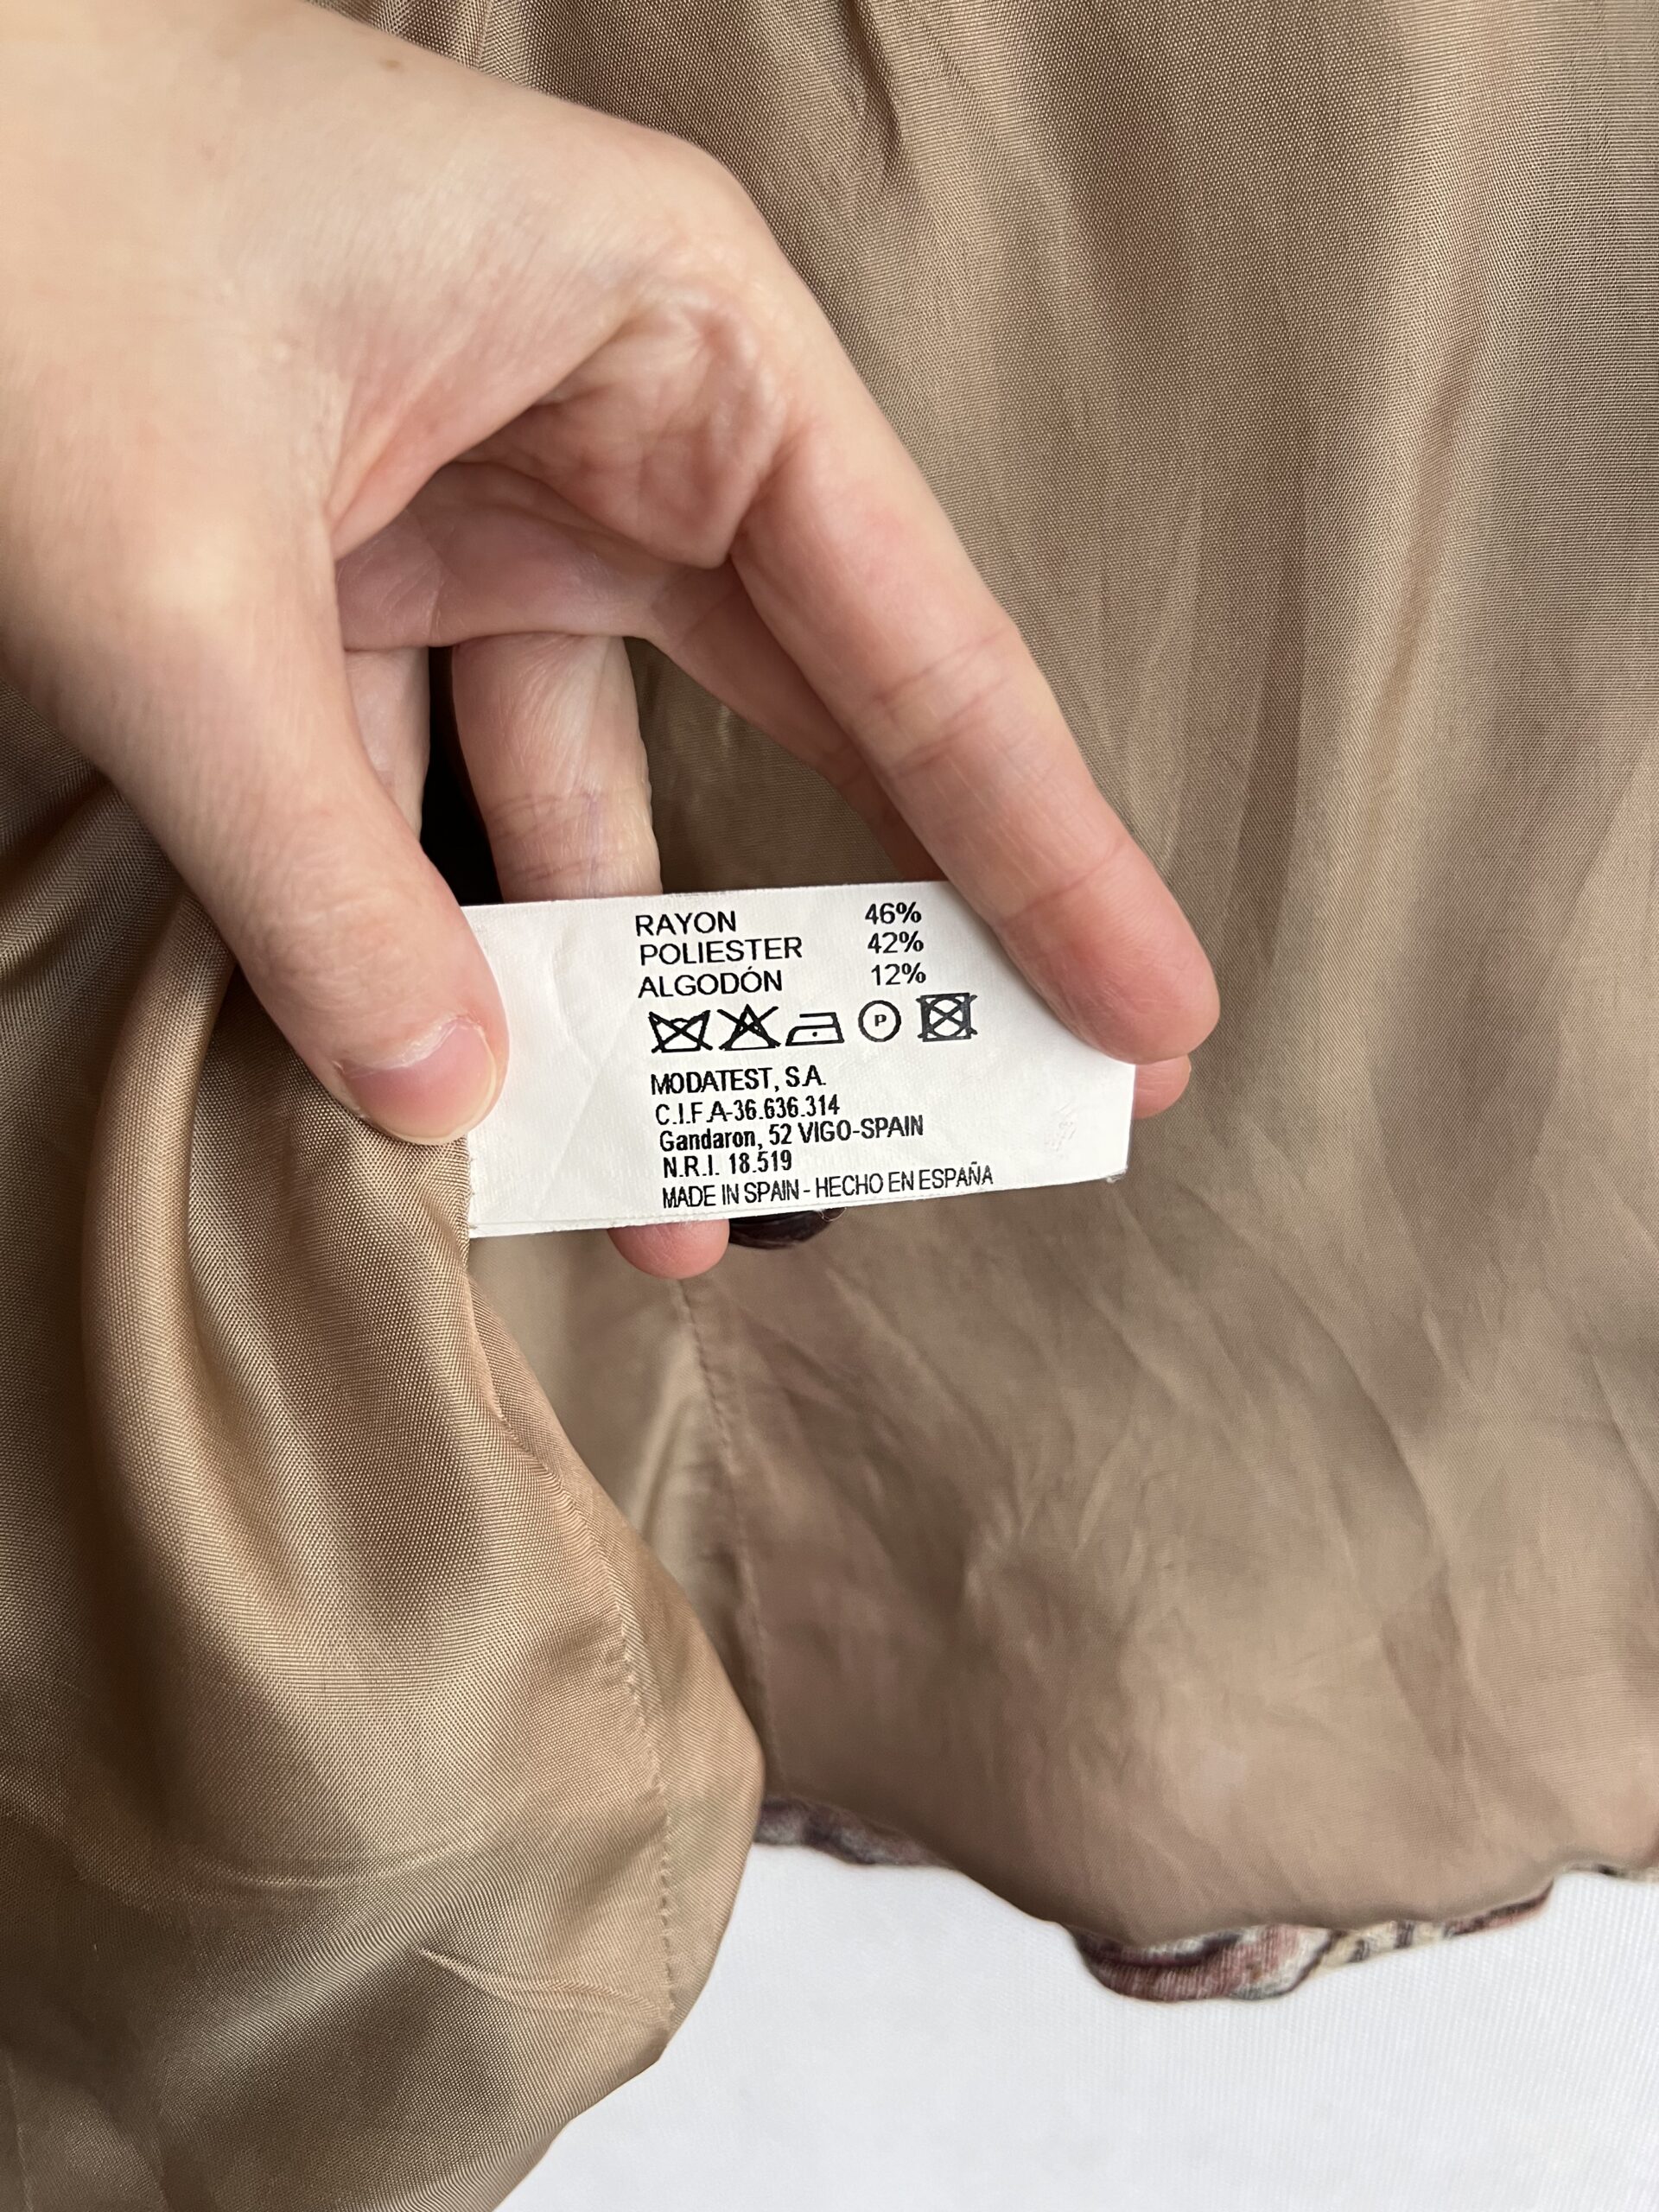 RAYON 46%
POLIESTER 42%
ALGODÓN 12%
P
MODATEST, S.A.
C.I.F.A-36.636.314
Gandaron, 52 VIGO-SPAIN
N.R.I. 18.519
MADE IN SPAIN - HECHO EN ESPAÑA